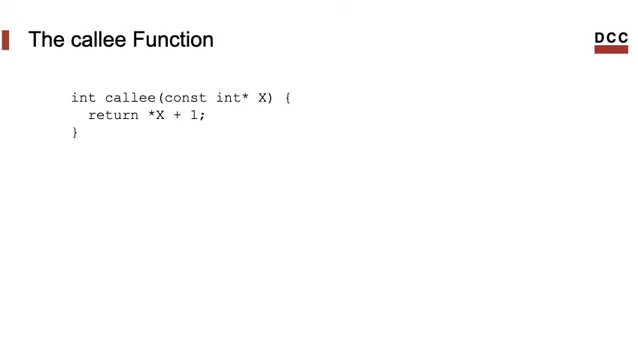 The callee Function
DCC
int callee(const int* X) {
  return *X + 1;
}